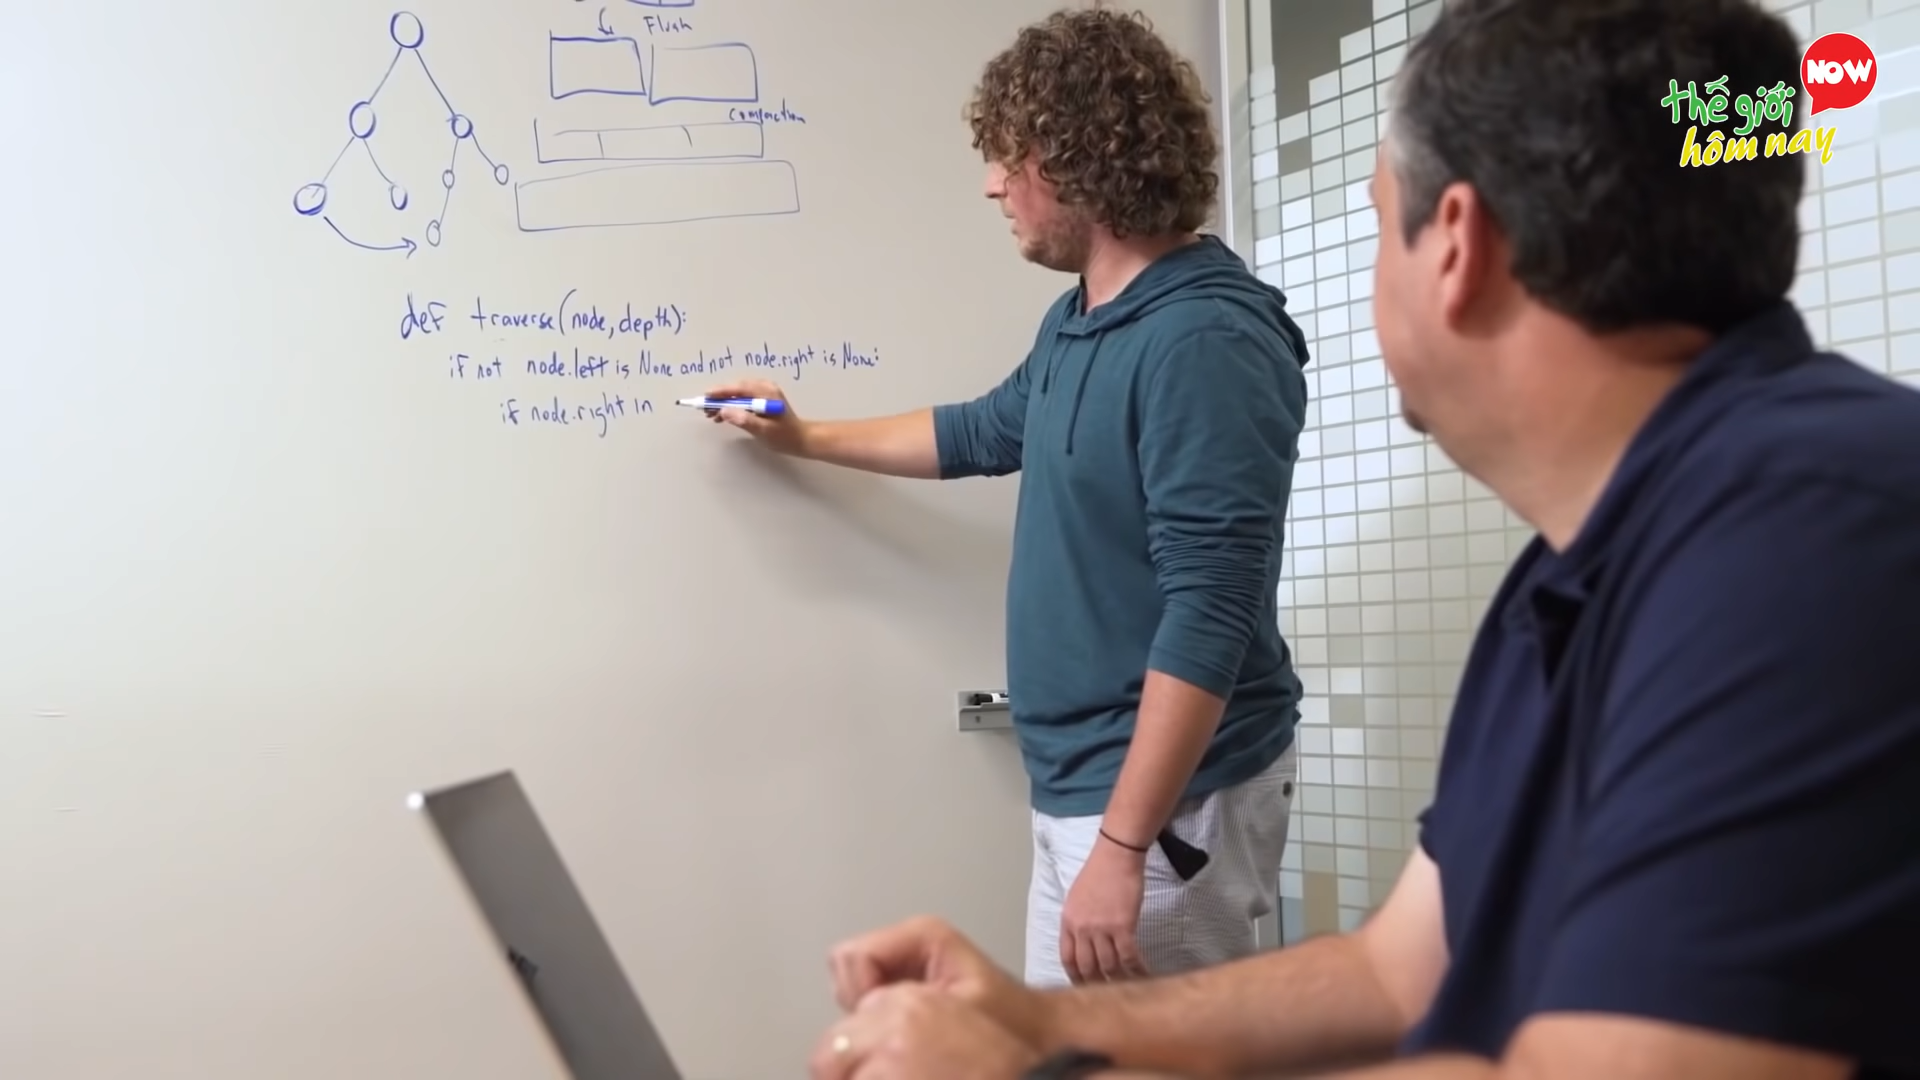 Flush
compaction
def traverse(node, depth):
if not node.left is None and not node.right is None:
if node.right in
NOW
thế giới
hôm nay